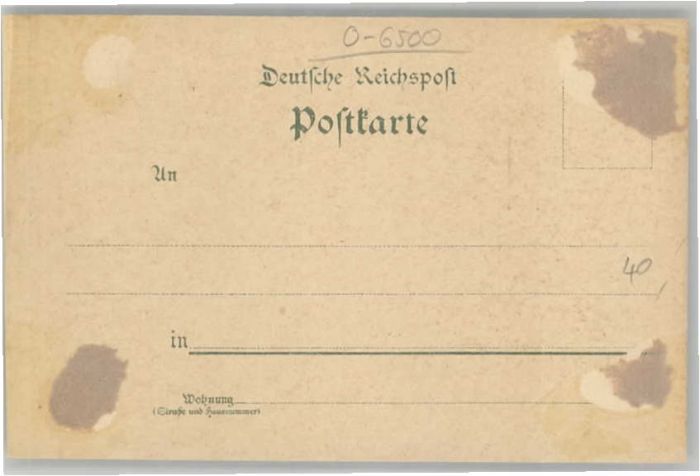 0-6500
Deutsche Reichspost
Postkarte
An
40,
in
Wohnung
(Straße und Hausnummer)